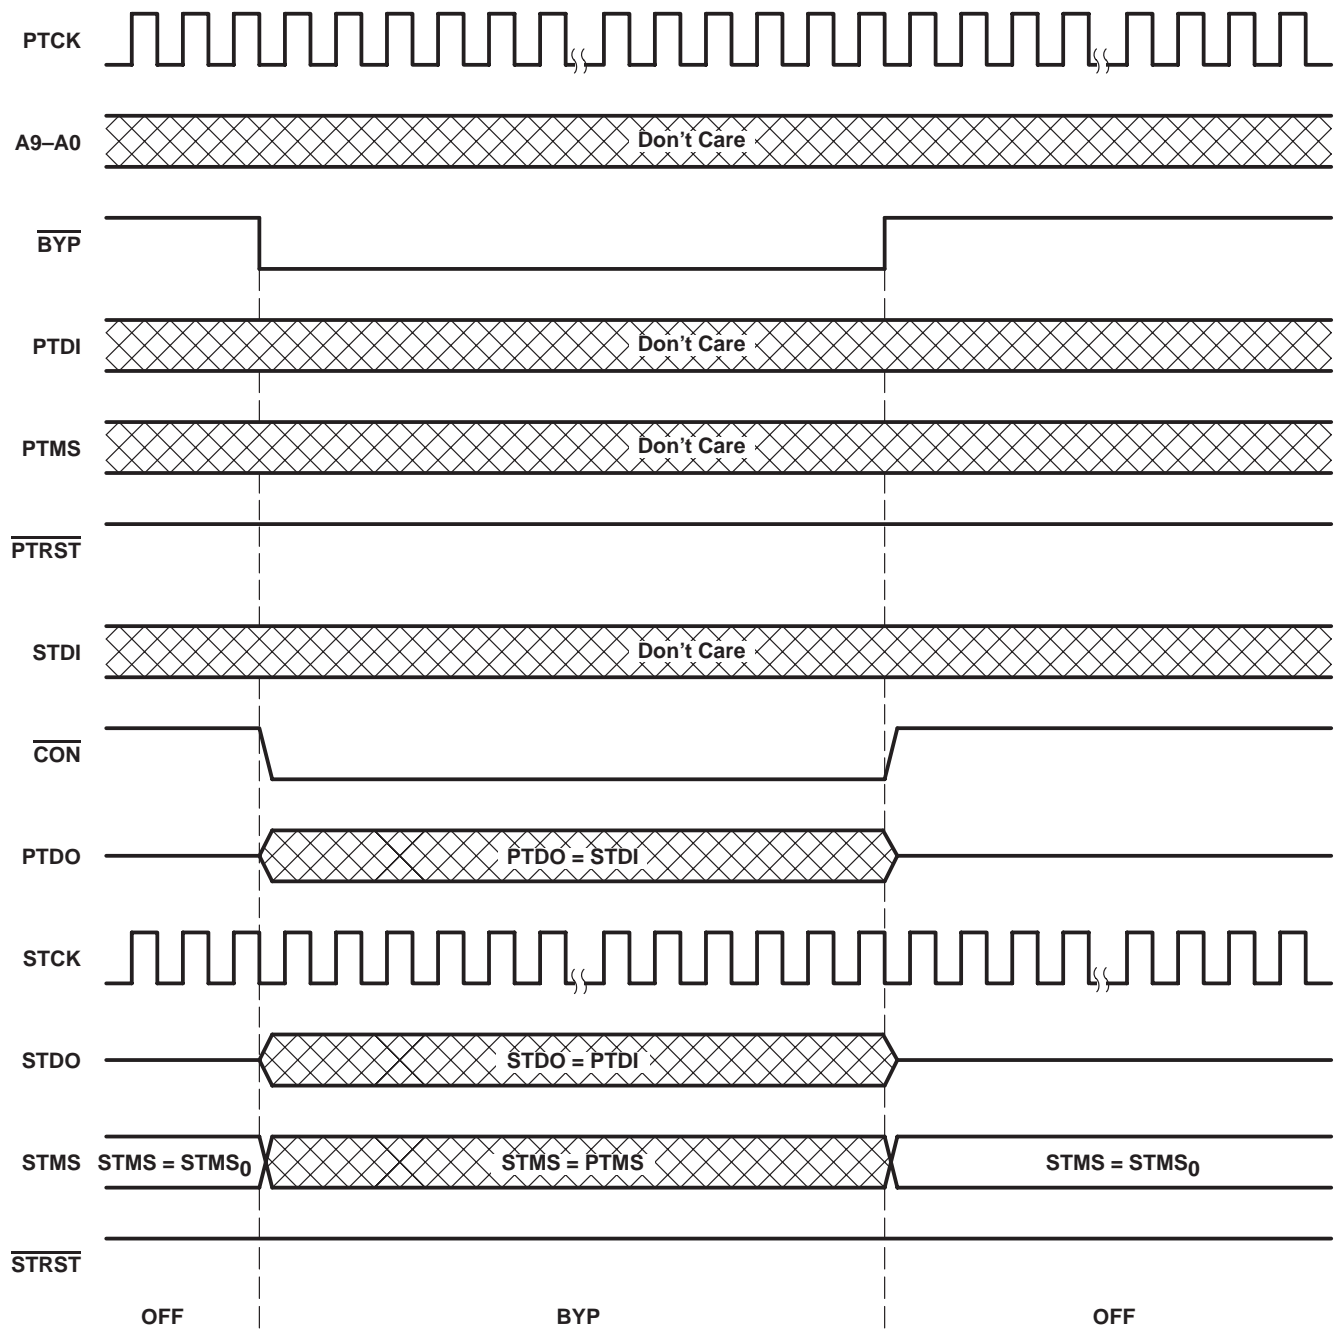 PTCK
A9–A0 Don't Care
BYP
PTDI Don't Care
PTMS Don't Care
PTRST
STDI Don't Care
CON
PTDO PTDO = STDI
STCK
STDO STDO = PTDI
STMS STMS = STMS0 STMS = PTMS STMS = STMS0
STRST
OFF BYP OFF